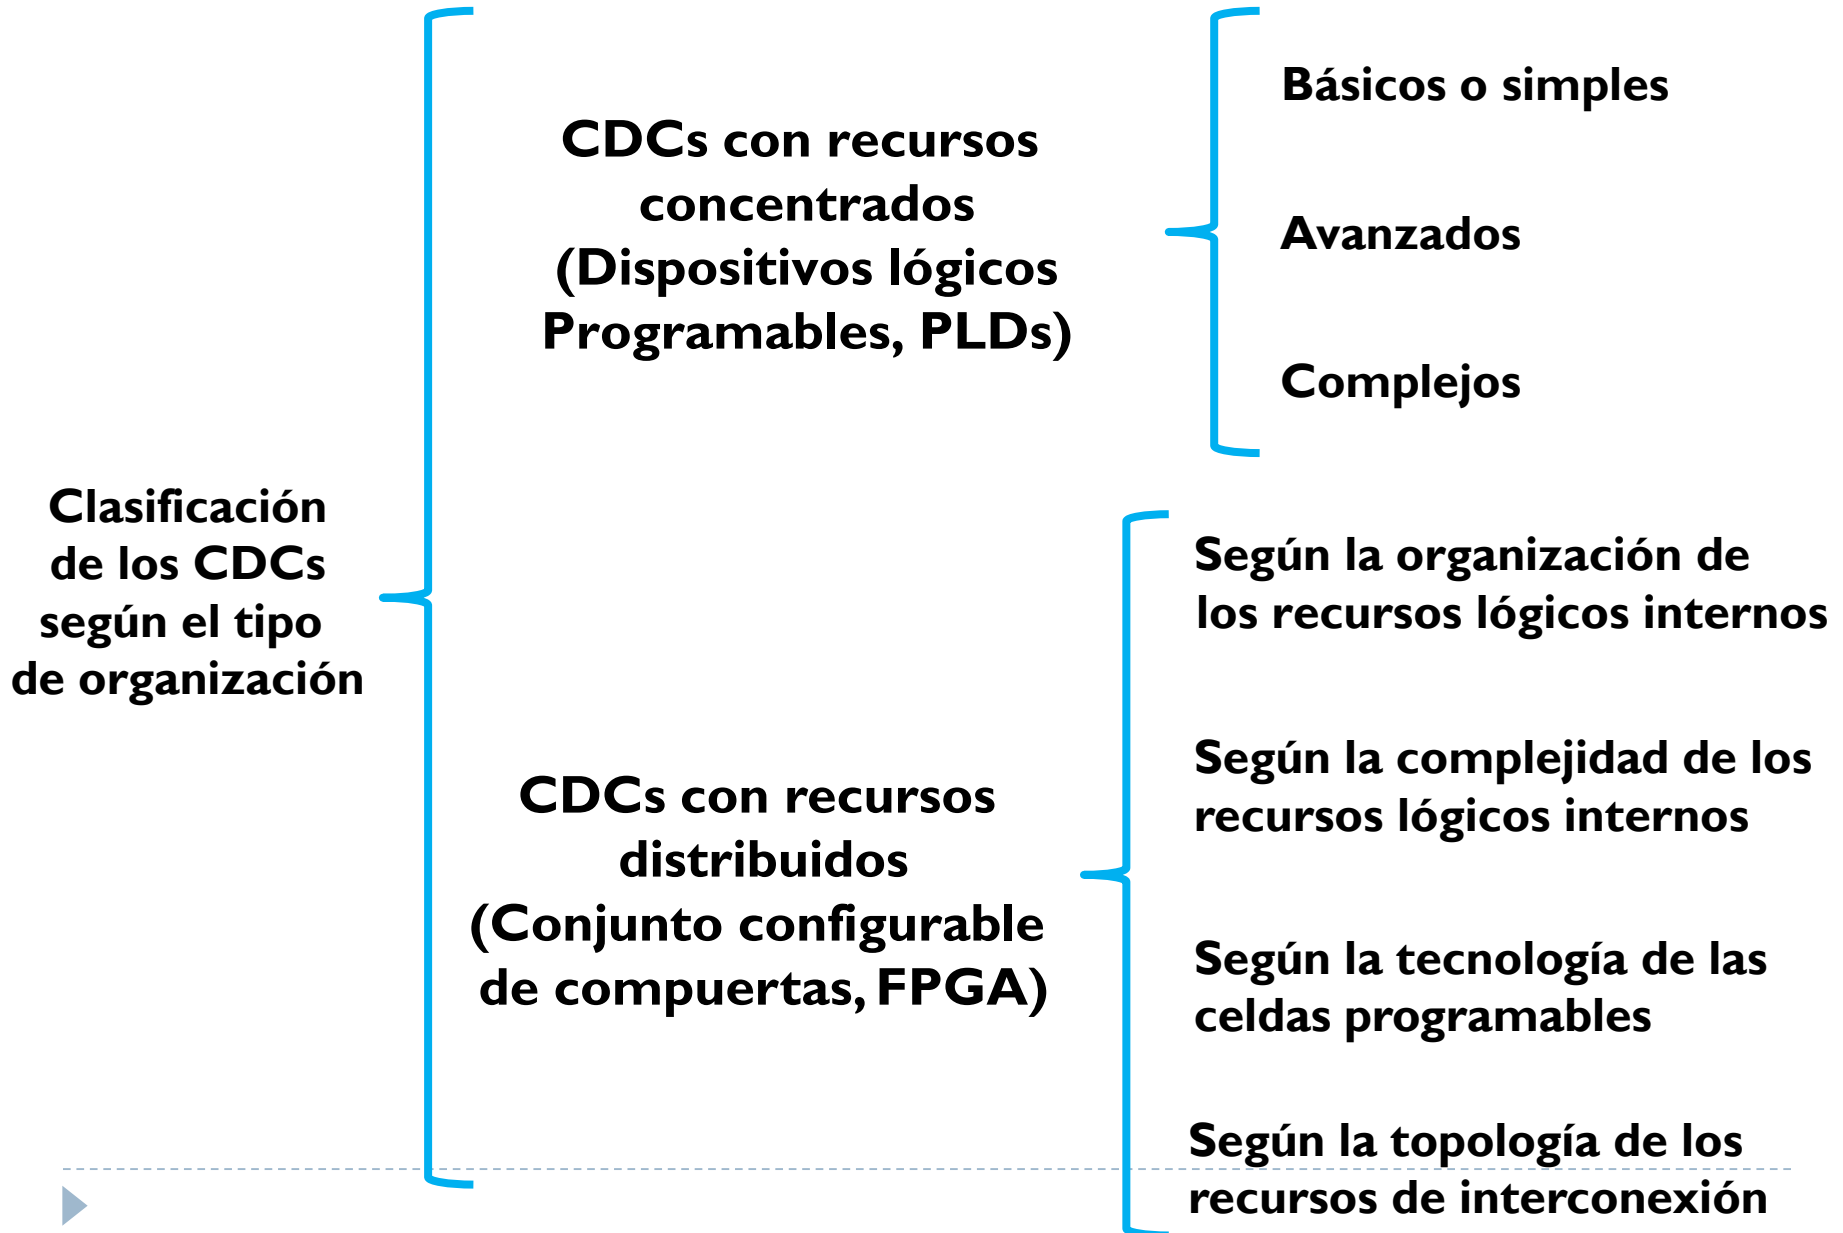 Clasificación
de los CDCs
según el tipo
de organización
CDCs con recursos
concentrados
(Dispositivos lógicos
Programables, PLDs)
Básicos o simples
Avanzados
Complejos
CDCs con recursos
distribuidos
(Conjunto configurable
de compuertas, FPGA)
Según la organización de
los recursos lógicos internos
Según la complejidad de los
recursos lógicos internos
Según la tecnología de las
celdas programables
Según la topología de los
recursos de interconexión